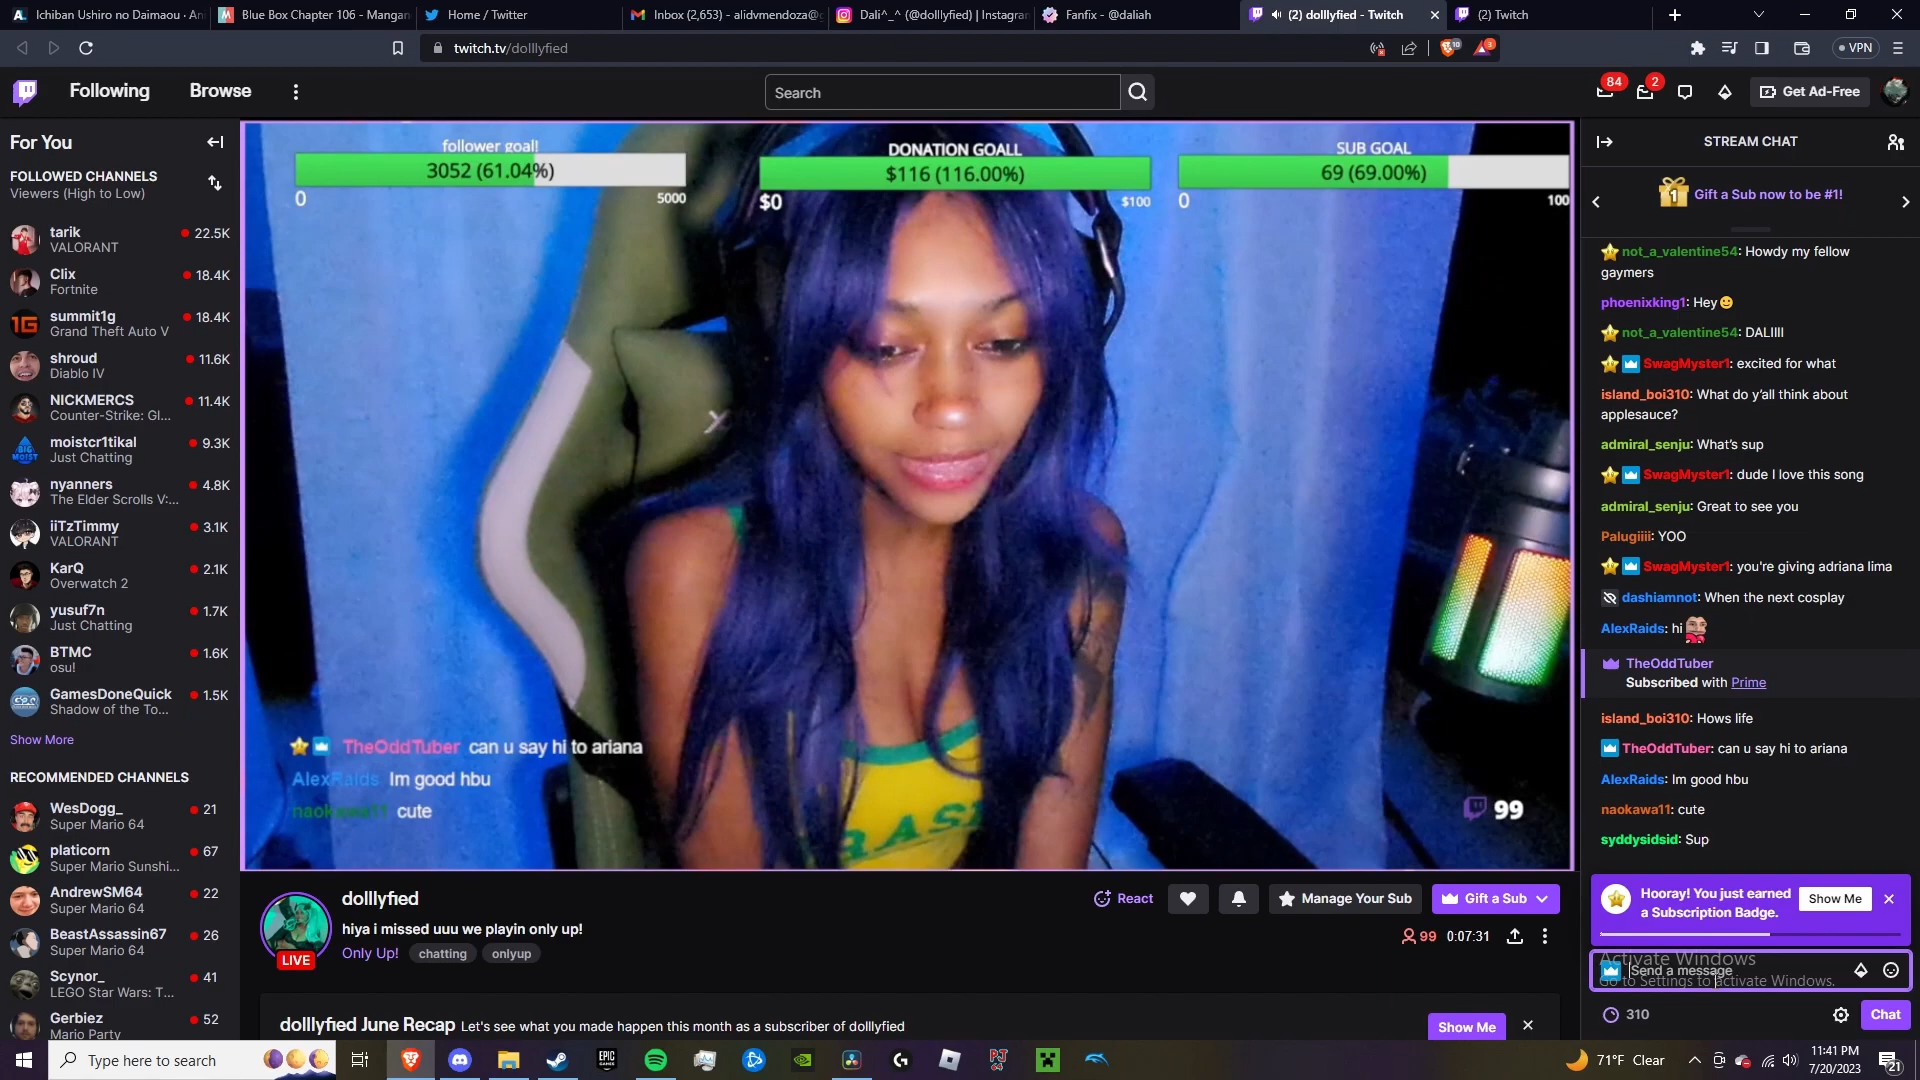 Ichiban Ushiro no Daimaou · An
Blue Box Chapter 106 - Mangan
Home / Twitter
Inbox (2,653) - alidvmendoza@g
Dali^_^ (@dolllyfied) | Instagram
Fanfix - @daliah
(2) dolllyfied - Twitch
(2) Twitch
twitch.tv/dolllyfied
VPN
Following
Browse
Search
84
2
Get Ad-Free
For You
FOLLOWED CHANNELS
Viewers (High to Low)
tarik
22.5K
VALORANT
Clix
18.4K
Fortnite
summit1g
18.4K
Grand Theft Auto V
shroud
11.6K
Diablo IV
NICKMERCS
11.4K
Counter-Strike: Gl...
moistcr1tikal
9.3K
Just Chatting
nyanners
4.8K
The Elder Scrolls V:...
iiTzTimmy
3.1K
VALORANT
KarQ
2.1K
Overwatch 2
yusuf7n
1.7K
Just Chatting
BTMC
1.6K
osu!
GamesDoneQuick
1.5K
Shadow of the To...
Show More
RECOMMENDED CHANNELS
WesDogg_
21
Super Mario 64
platicorn
67
Super Mario Sunshi...
AndrewSM64
22
Super Mario 64
BeastAssassin67
26
Super Mario 64
Scynor_
41
LEGO Star Wars: T...
Gerbiez
52
Mario Party
follower goal!
3052 (61.04%)
0
5000
DONATION GOALL
$116 (116.00%)
$0
$100
SUB GOAL
69 (69.00%)
0
100
TheOddTuber can u say hi to ariana
AlexRaids Im good hbu
naokawa11 cute
99
dolllyfied
hiya i missed uuu we playin only up!
Only Up!
chatting
onlyup
LIVE
React
Manage Your Sub
Gift a Sub
99
0:07:31
dolllyfied June Recap Let's see what you made happen this month as a subscriber of dolllyfied
Show Me
STREAM CHAT
1
Gift a Sub now to be #1!
not_a_valentine54: Howdy my fellow
gaymers
phoenixking1: Hey
not_a_valentine54: DALIIII
SwagMyster1: excited for what
island_boi310: What do y'all think about
applesauce?
admiral_senju: What's sup
SwagMyster1: dude I love this song
admiral_senju: Great to see you
Palugiiii: YOO
SwagMyster1: you're giving adriana lima
dashiamnot: When the next cosplay
AlexRaids: hi
TheOddTuber
Subscribed with Prime
island_boi310: Hows life
TheOddTuber: can u say hi to ariana
AlexRaids: Im good hbu
naokawa11: cute
syddysidsid: Sup
Hooray! You just earned
a Subscription Badge.
Show Me
Activate Windows
Send a message
Go to Settings to activate Windows.
310
Chat
Type here to search
71°F Clear
11:41 PM
7/20/2023
21